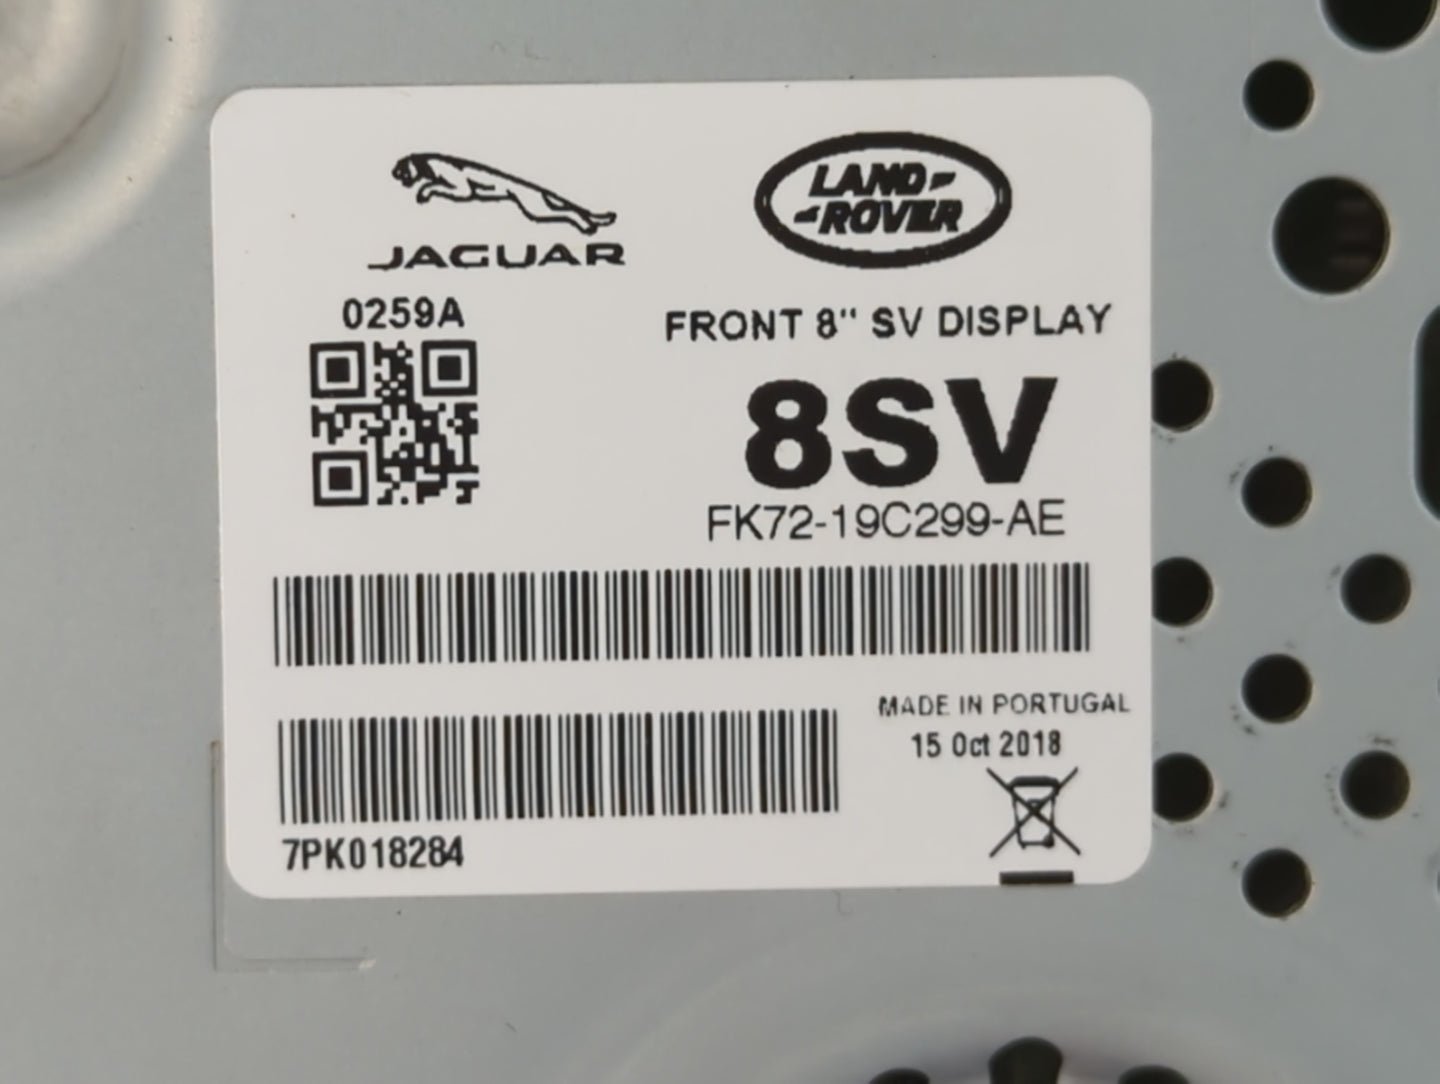 JAGUAR
LAND-
-ROVER
0259A
FRONT 8" SV DISPLAY
8SV
FK72-19C299-AE
MADE IN PORTUGAL
15 Oct 2018
7PK018284